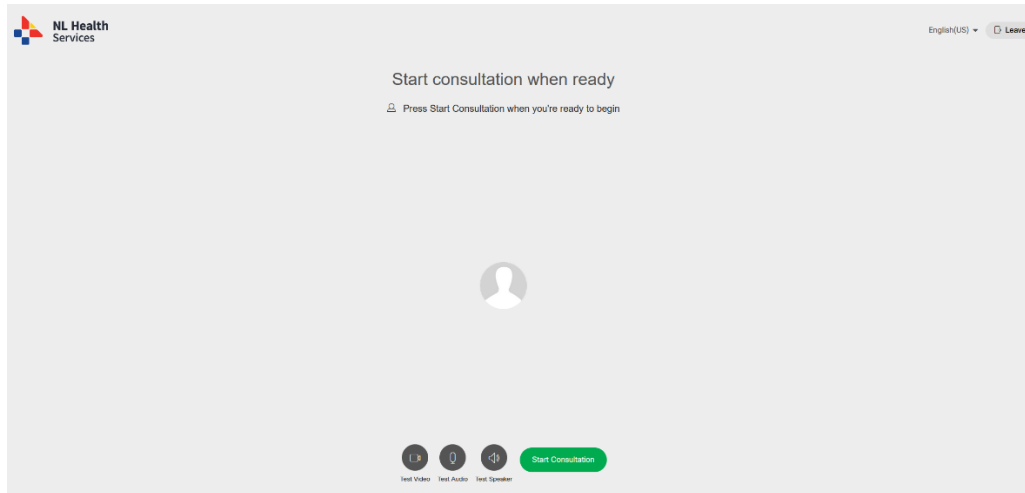 NL Health
Services
English(US)
Leave
Start consultation when ready
Press Start Consultation when you're ready to begin
Test Video
Test Audio
Test Speaker
Start Consultation